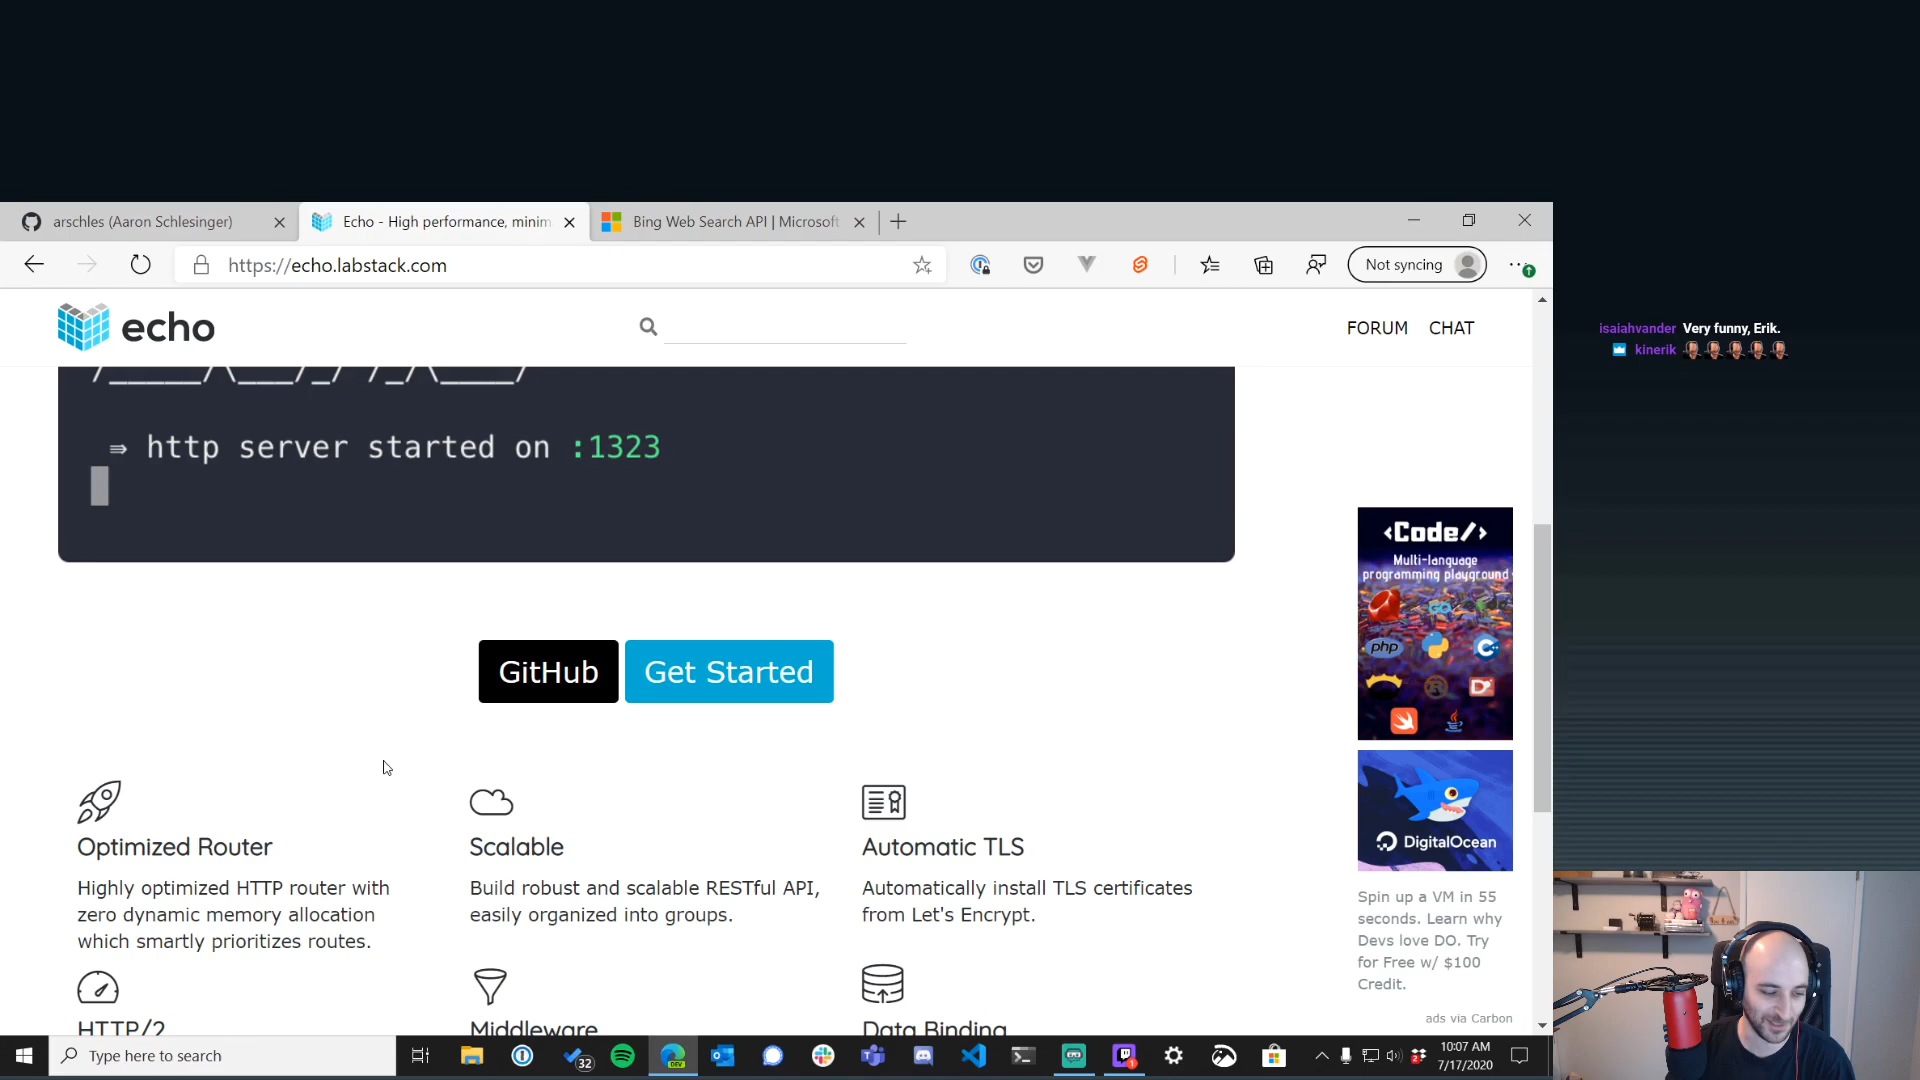 arschles (Aaron Schlesinger)
Echo - High performance, minim
Bing Web Search API | Microsoft
https://echo.labstack.com
Not syncing
echo
FORUM
CHAT
⇒ http server started on :1323
GitHub
Get Started
Optimized Router
Highly optimized HTTP router with
zero dynamic memory allocation
which smartly prioritizes routes.
Scalable
Build robust and scalable RESTful API,
easily organized into groups.
Automatic TLS
Automatically install TLS certificates
from Let's Encrypt.
HTTP/2
Middleware
Data Binding
<Code/>
Multi-language
programming playground
GO
php
DigitalOcean
Spin up a VM in 55
seconds. Learn why
Devs love DO. Try
for Free w/ $100
Credit.
ads via Carbon
isaiahvander Very funny, Erik.
kinerik
Type here to search
32
DEV
1
10:07 AM
7/17/2020